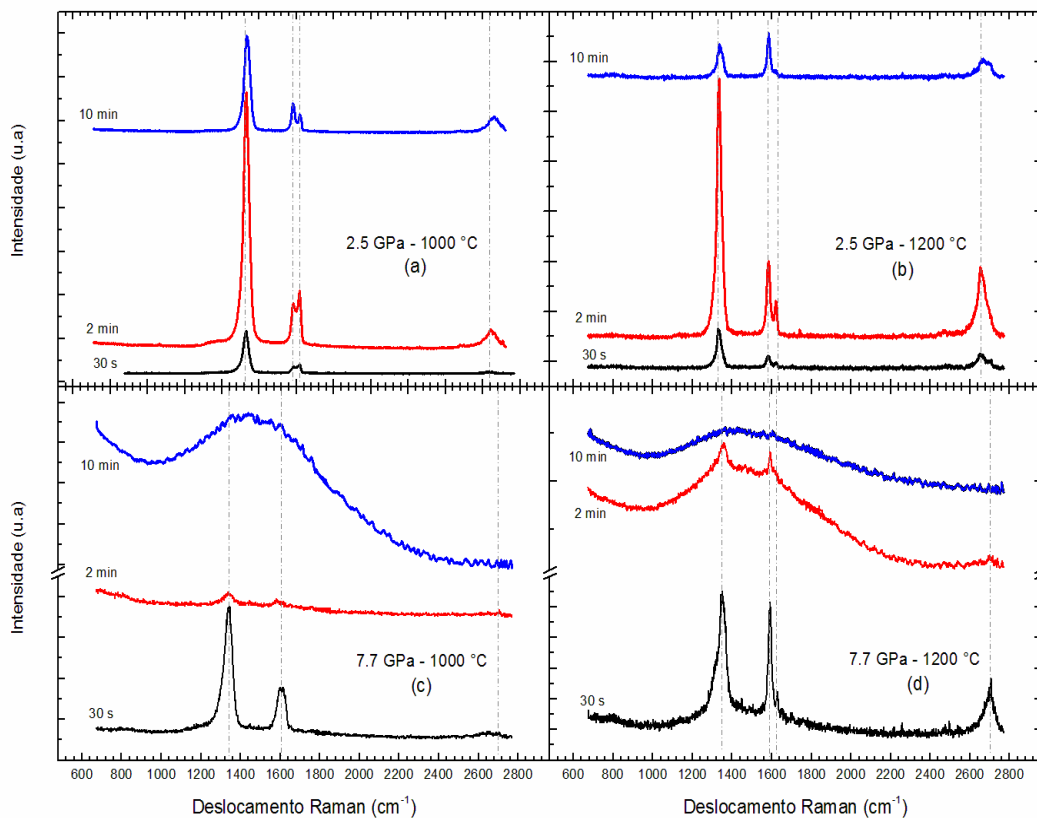 10 min
2 min
30 s
2.5 GPa - 1000 °C
(a)
Intensidade (u.a)
10 min
2 min
30 s
2.5 GPa - 1200 °C
(b)
10 min
2 min
30 s
7.7 GPa - 1000 °C
(c)
Intensidade (u.a)
600 800 1000 1200 1400 1600 1800 2000 2200 2400 2600 2800
Deslocamento Raman (cm⁻¹)
10 min
2 min
30 s
7.7 GPa - 1200 °C
(d)
600 800 1000 1200 1400 1600 1800 2000 2200 2400 2600 2800
Deslocamento Raman (cm⁻¹)